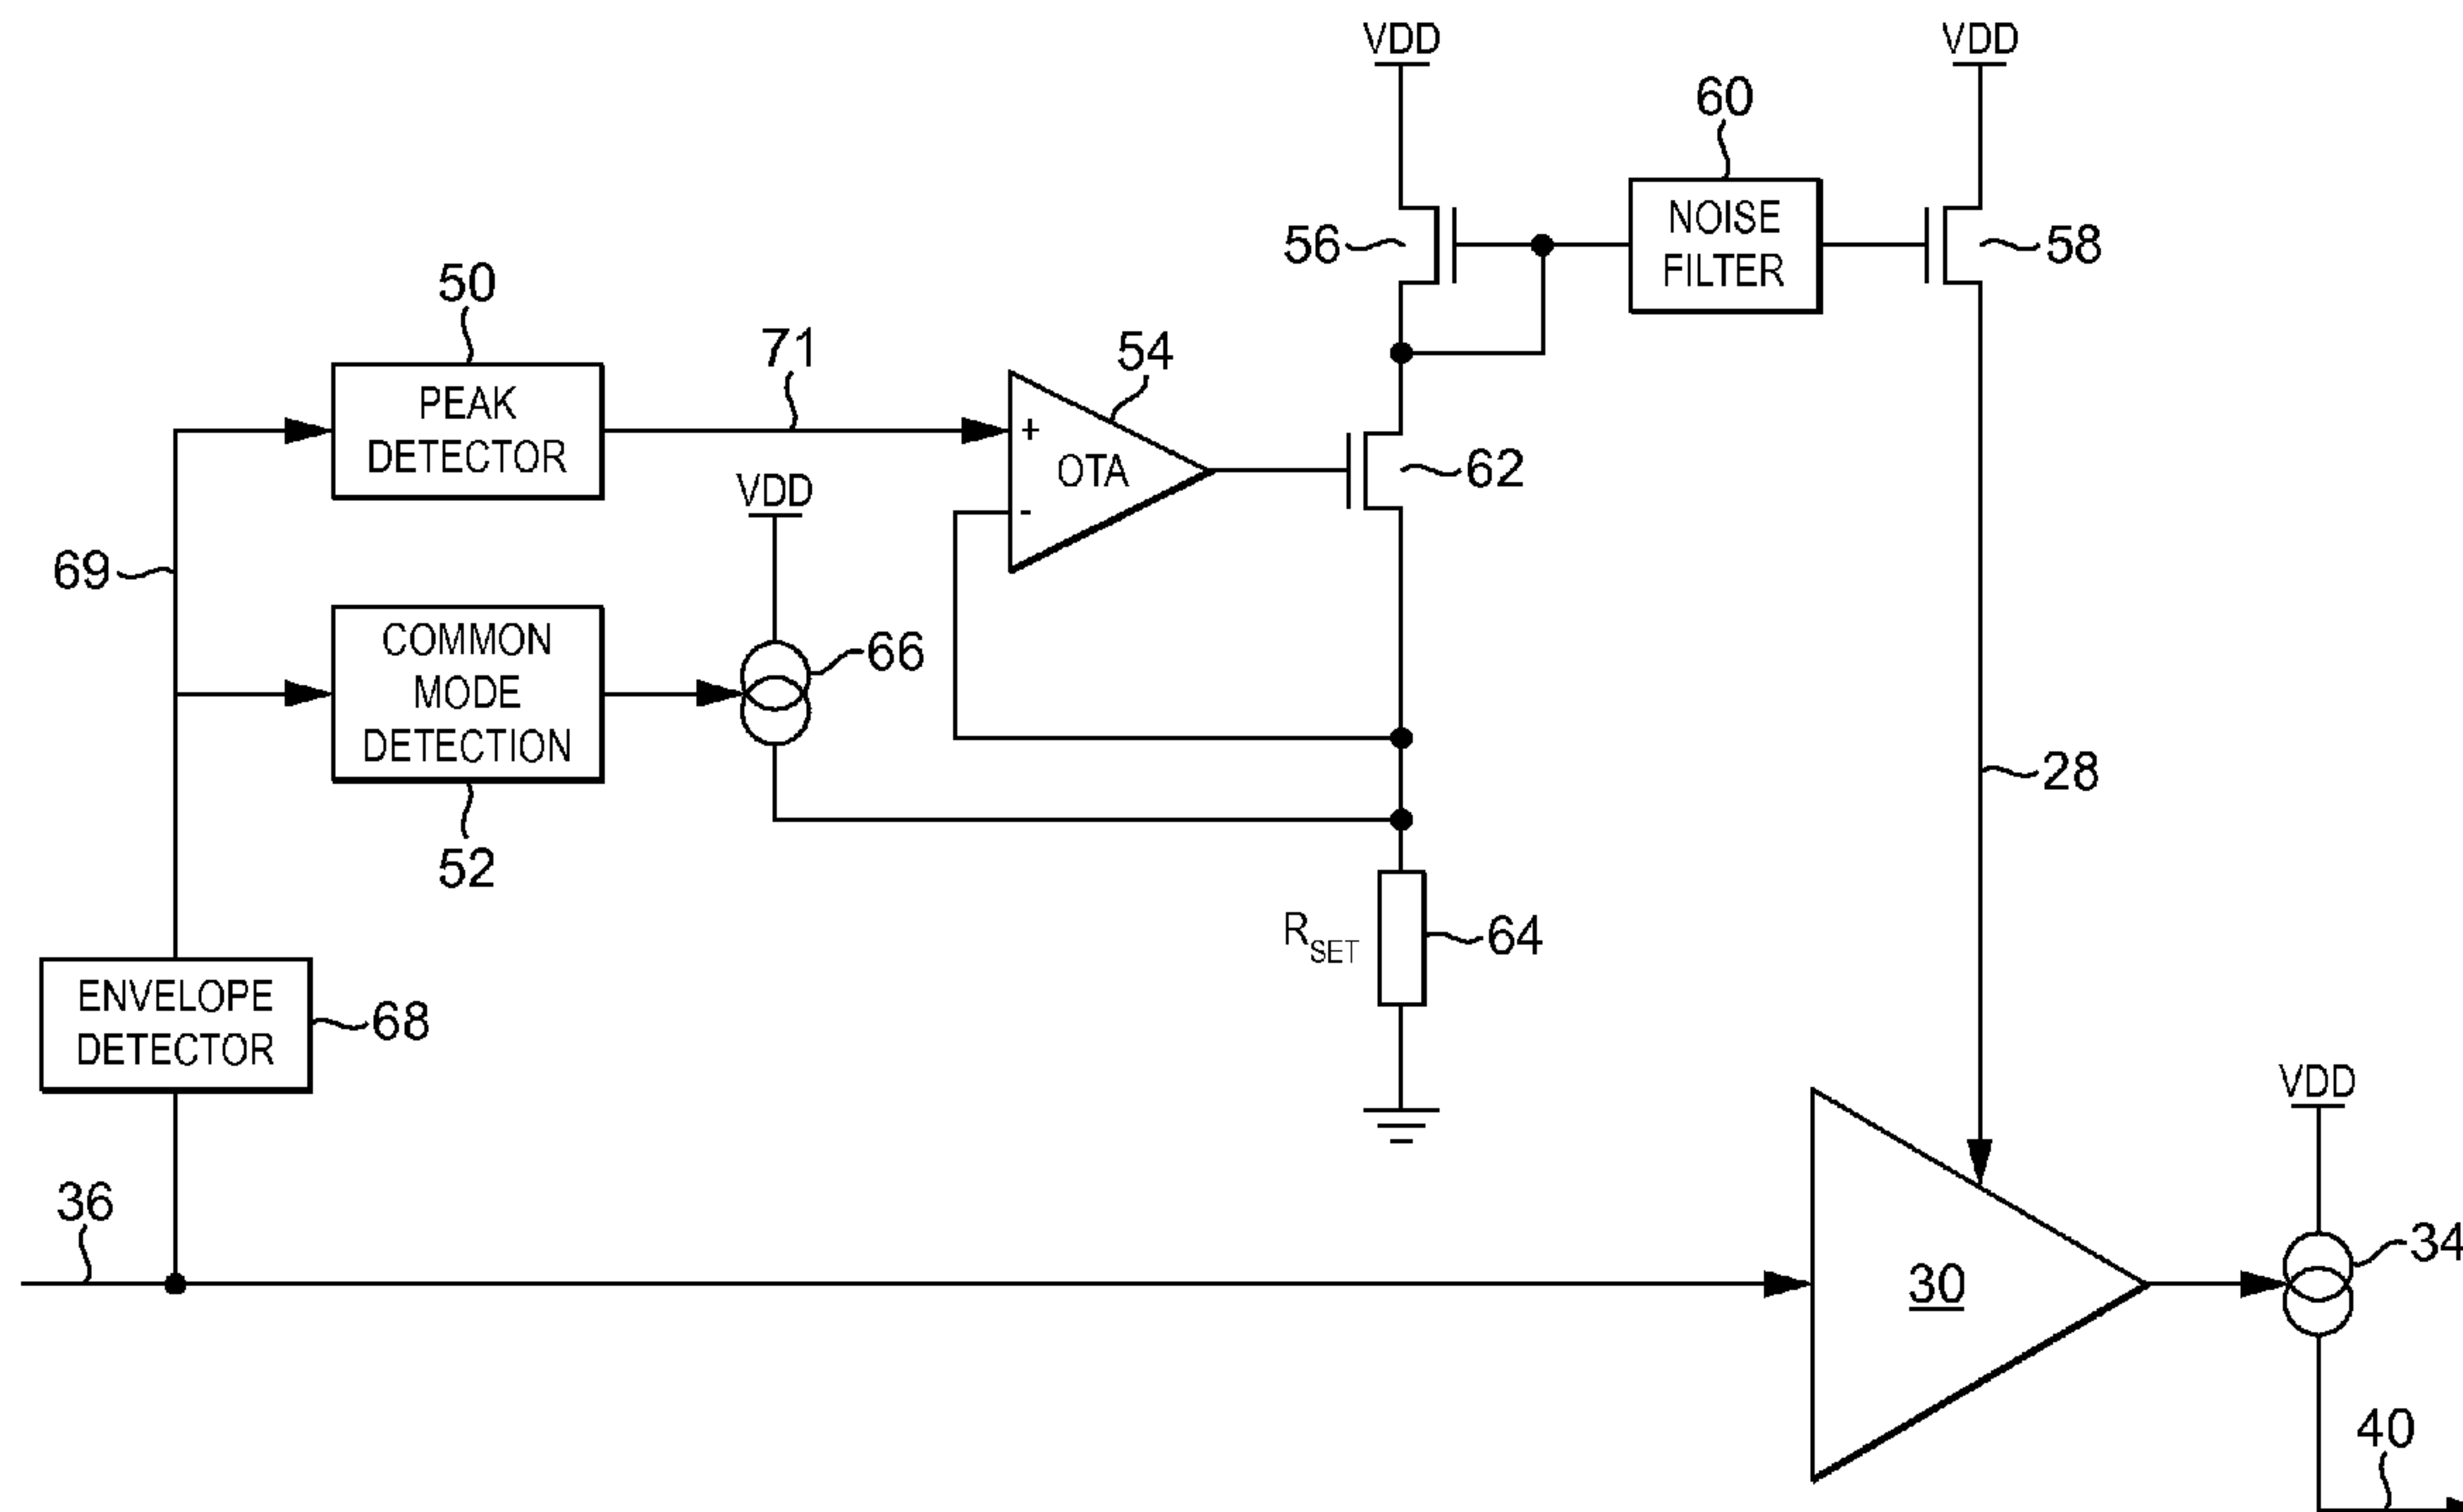 VDD
VDD
60
NOISE
FILTER
56
58
50
PEAK
DETECTOR
71
54
+
OTA
-
62
VDD
69
COMMON
MODE
DETECTION
66
52
28
RSET
64
ENVELOPE
DETECTOR
68
VDD
36
30
34
40